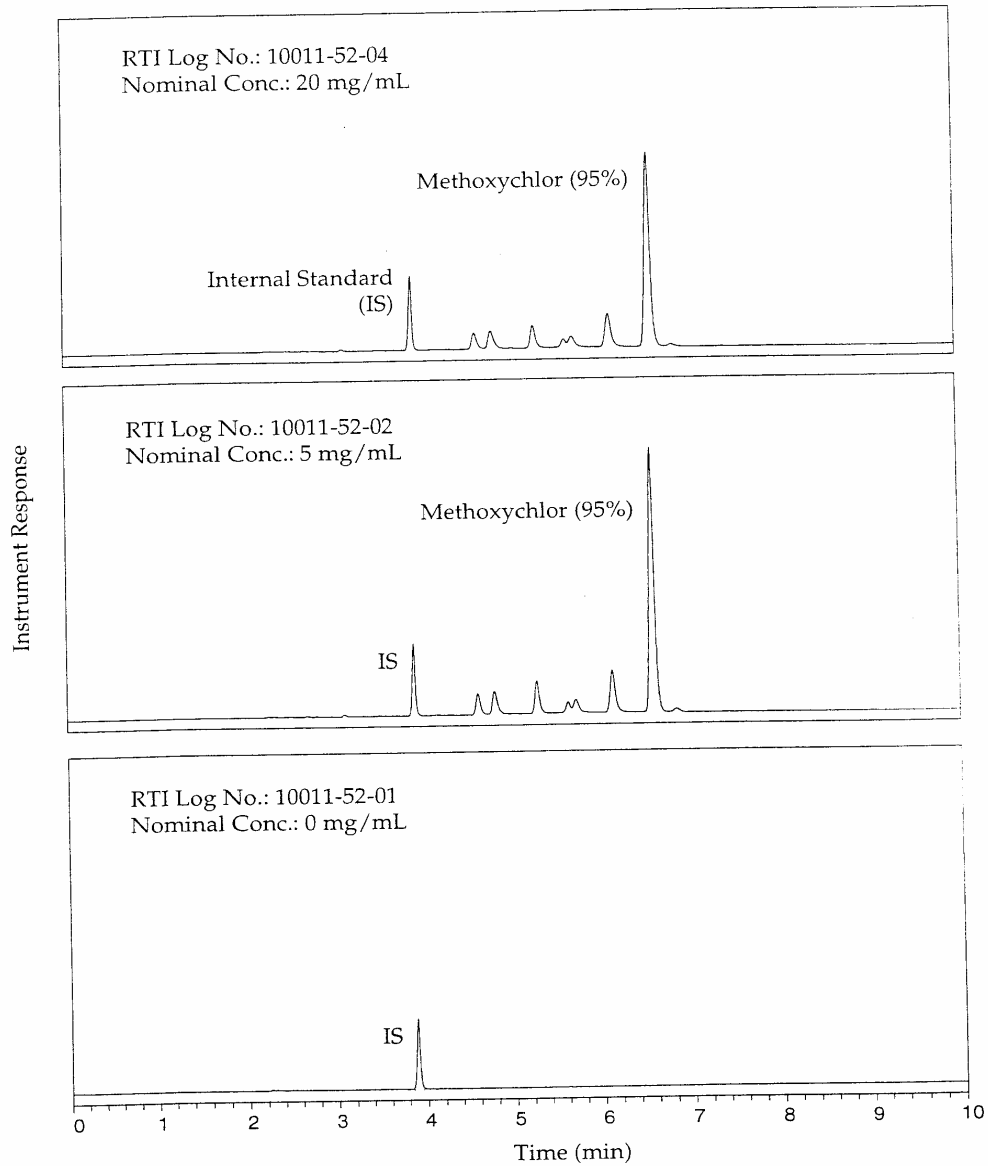 RTI Log No.: 10011-52-04
Nominal Conc.: 20 mg/mL
Methoxychlor (95%)
Internal Standard
(IS)
RTI Log No.: 10011-52-02
Nominal Conc.: 5 mg/mL
Methoxychlor (95%)
IS
Instrument Response
RTI Log No.: 10011-52-01
Nominal Conc.: 0 mg/mL
IS
0 1 2 3 4 5 6 7 8 9 10
Time (min)